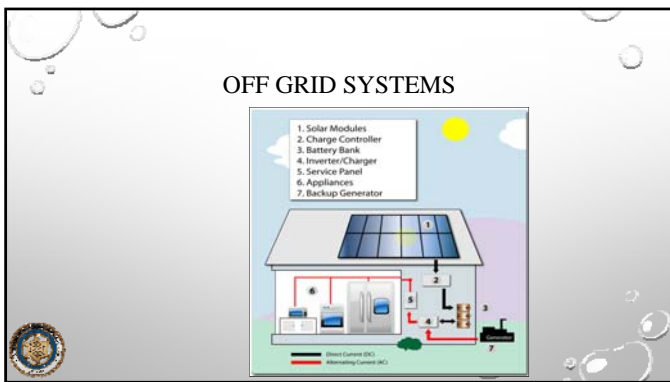 OFF GRID SYSTEMS
1. Solar Modules
2. Charge Controller
3. Battery Bank
4. Inverter/Charger
5. Service Panel
6. Appliances
7. Backup Generator
1
2
6
5
3
4
Generator
7
Direct Current (DC)
Alternating Current (AC)